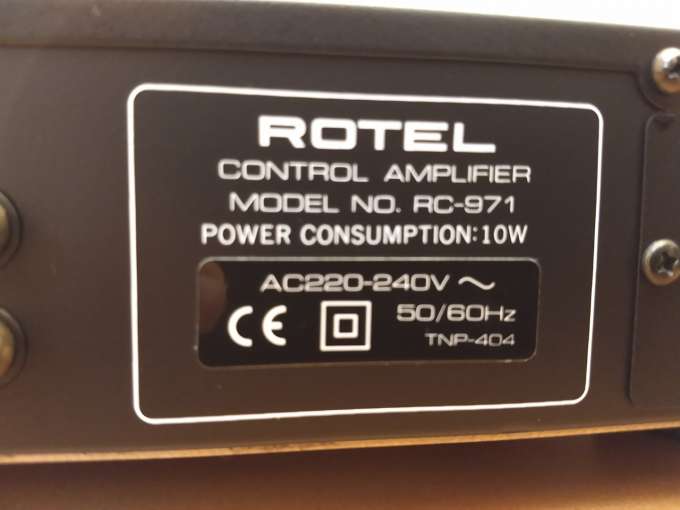 ROTEL
CONTROL AMPLIFIER
MODEL NO. RC-971
POWER CONSUMPTION:10W
AC220-240V ~
CE 50/60Hz
TNP-404